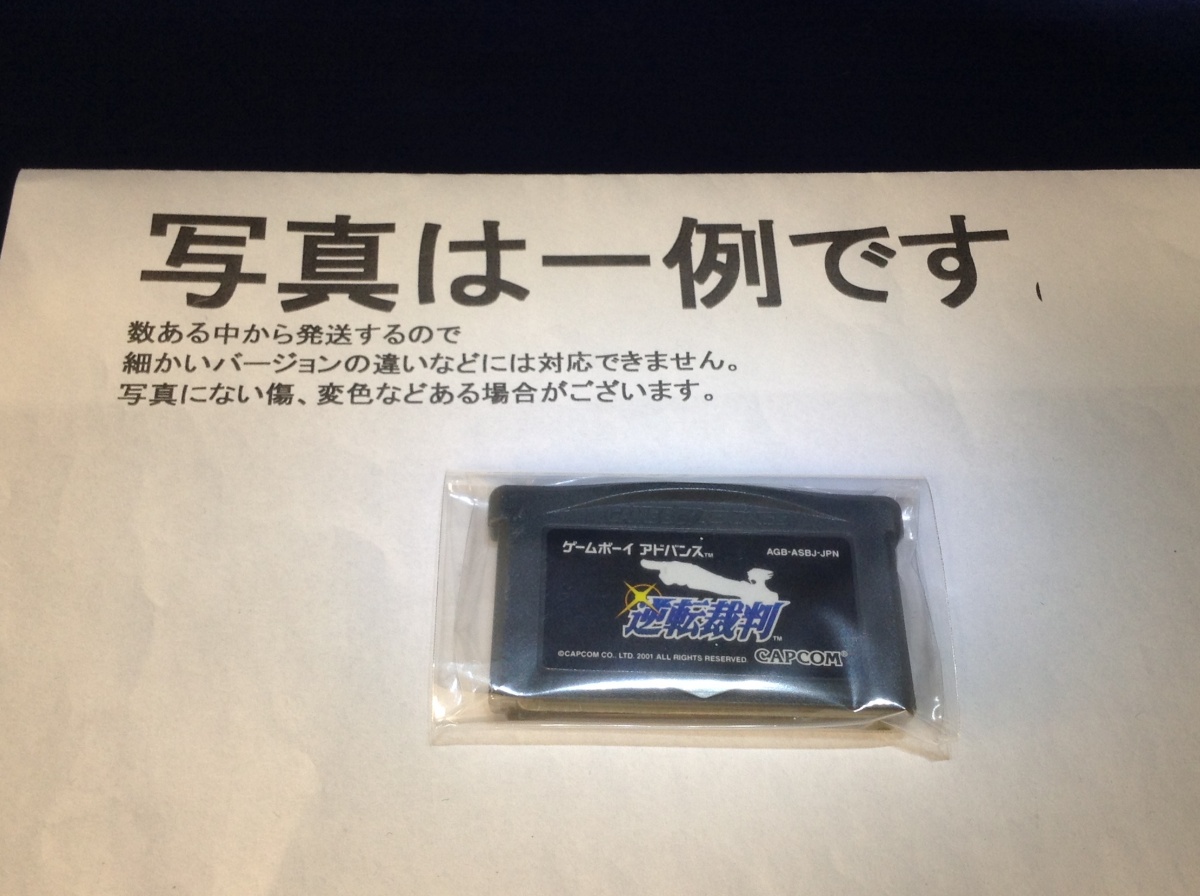 写真は一例です。
数ある中から発送するので
細かいバージョンの違いなどには対応できません。
写真にない傷、変色などある場合がございます。
ゲームボーイ アドバンス™ AGB-ASBJ-JPN
逆転裁判™
©CAPCOM CO., LTD. 2001 ALL RIGHTS RESERVED. CAPCOM®